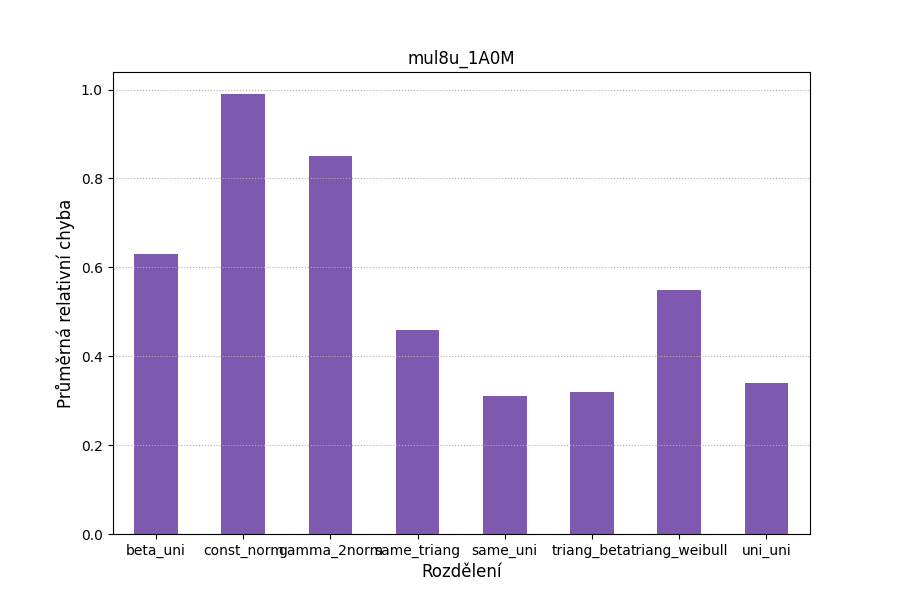 mul8u_1A0M
Průměrná relativní chyba
1.0
0.8
0.6
0.4
0.2
0.0
beta_uni const_norm gamma_2norm same_triang same_uni triang_beta triang_weibull uni_uni
Rozdělení